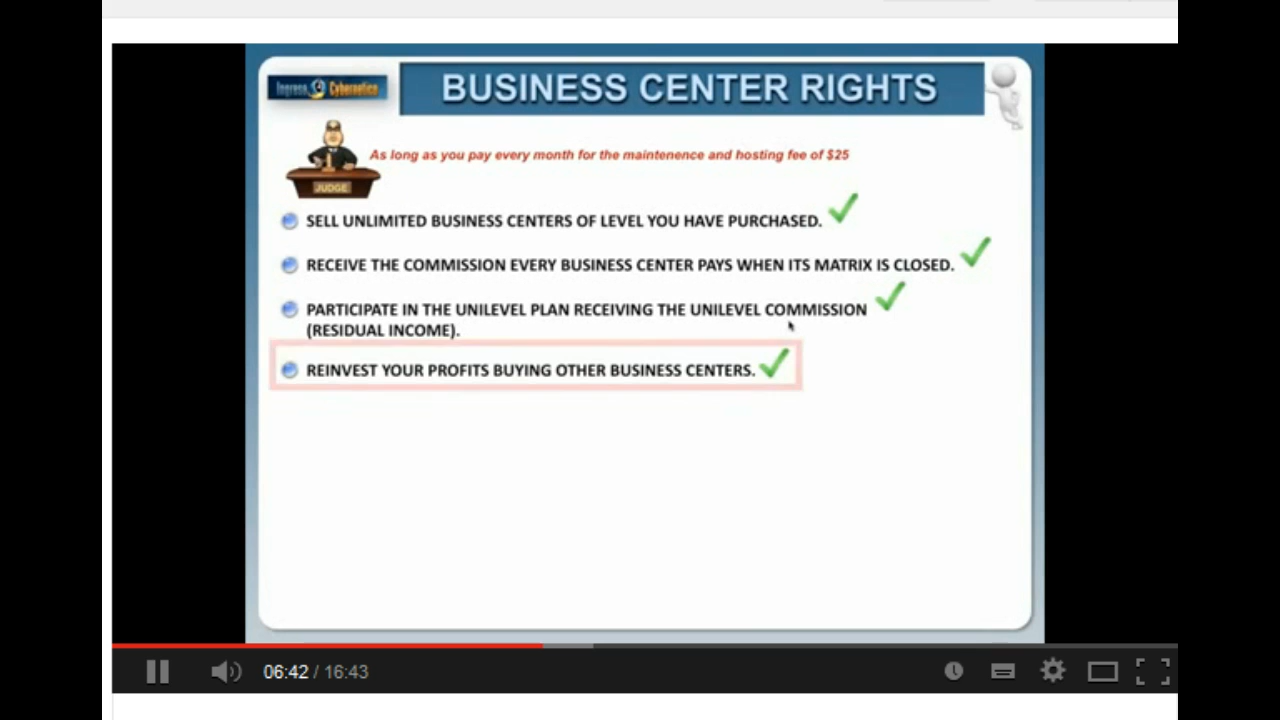 Ingreso Cybernetico
BUSINESS CENTER RIGHTS
As long as you pay every month for the maintenence and hosting fee of $25
JUDGE
SELL UNLIMITED BUSINESS CENTERS OF LEVEL YOU HAVE PURCHASED.
RECEIVE THE COMMISSION EVERY BUSINESS CENTER PAYS WHEN ITS MATRIX IS CLOSED.
PARTICIPATE IN THE UNILEVEL PLAN RECEIVING THE UNILEVEL COMMISSION
(RESIDUAL INCOME).
REINVEST YOUR PROFITS BUYING OTHER BUSINESS CENTERS.
06:42 / 16:43